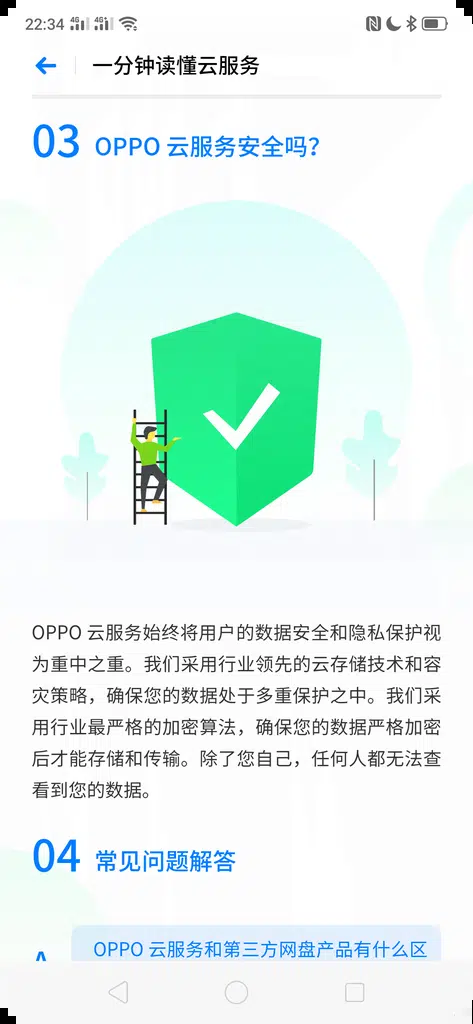 22:34
一分钟读懂云服务
03 OPPO 云服务安全吗？
OPPO 云服务始终将用户的数据安全和隐私保护视
为重中之重。我们采用行业领先的云存储技术和容
灾策略，确保您的数据处于多重保护之中。我们采
用行业最严格的加密算法，确保您的数据严格加密
后才能存储和传输。除了您自己，任何人都无法查
看到您的数据。
04 常见问题解答
OPPO 云服务和第三方网盘产品有什么区